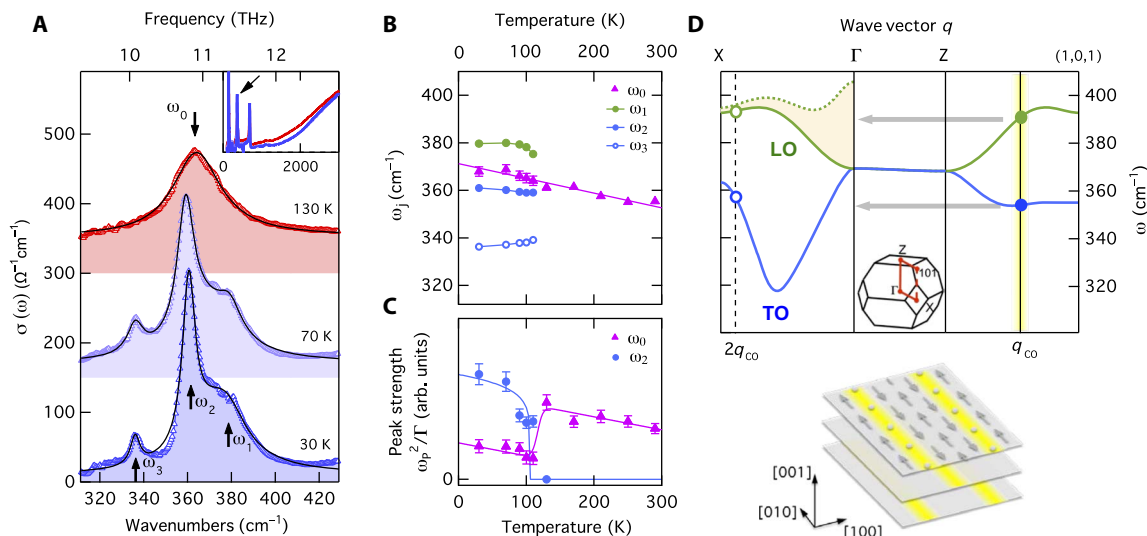 A
Frequency (THz)
10
11
12
σ (ω) (Ω⁻¹cm⁻¹)
500
400
300
200
100
0
ω₀
130 K
70 K
30 K
ω₂
ω₁
ω₃
0
2000
320
340
360
380
400
420
Wavenumbers (cm⁻¹)
B
Temperature (K)
0
100
200
300
ωⱼ (cm⁻¹)
400
380
360
340
320
ω₀
ω₁
ω₂
ω₃
C
Peak strength
ωₚ²/Γ (arb. units)
ω₀
ω₂
0
0
100
200
300
Temperature (K)
D
Wave vector q
X
Γ
Z
(1,0,1)
LO
TO
400
380
360
340
320
ω (cm⁻¹)
Z
101
Γ
X
2q_CO
q_CO
[001]
[010]
[100]